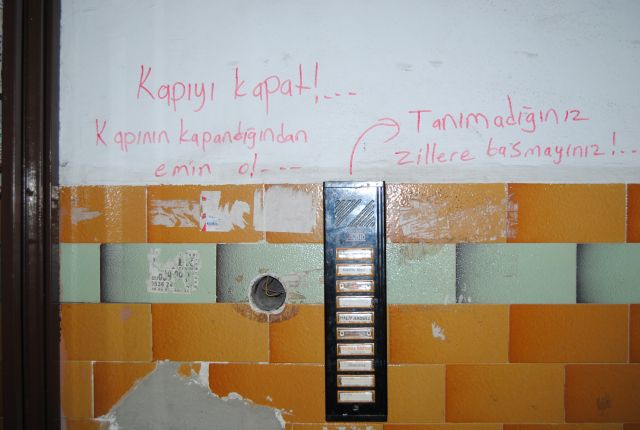 Kapıyı kapat!...
Kapının kapandığından
emin ol...
Tanımadığınız
zillere basmayınız!..